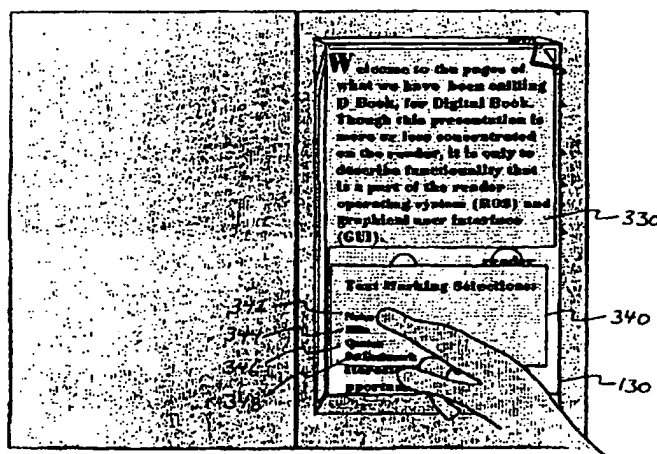 Welcome to the pages of
what we have been calling
D_Book, for Digital Book.
Though this presentation is
more or less concentrated
on the reader, it is only to
describe functionality that
is a part of the reader
operating system (ROS) and
graphical user interface
(GUI).
330
reader
Text Marking Selections:
342
344
346
348
340
130